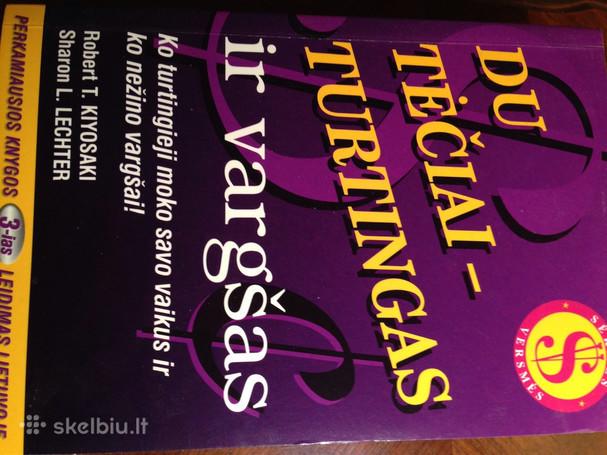 DU
TĖČIAI -
TURTINGAS
ir vargšas
Ko turtingieji moko savo vaikus ir
ko nežino vargšai!
Robert T. KIYOSAKI
Sharon L. LECHTER
PERKAMIAUSIOS KNYGOS 3-ias LEIDIMAS LIETUVOJE
$
VERSMĖS
skelbiu.lt